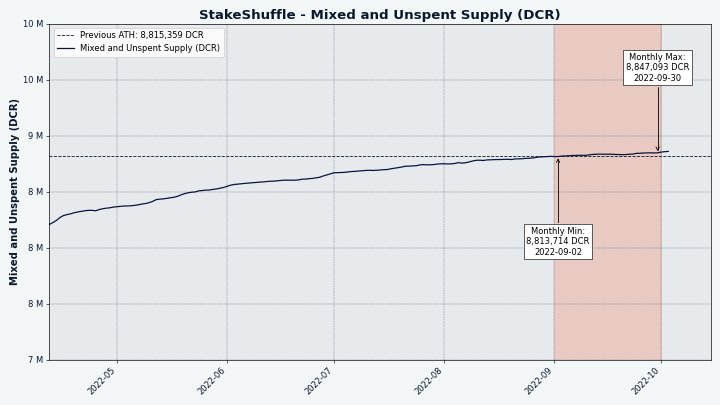 StakeShuffle - Mixed and Unspent Supply (DCR)
Previous ATH: 8,815,359 DCR
Mixed and Unspent Supply (DCR)
Monthly Max:
8,847,093 DCR
2022-09-30
Monthly Min:
8,813,714 DCR
2022-09-02
Mixed and Unspent Supply (DCR)
10 M
10 M
9 M
8 M
8 M
8 M
7 M
2022-05
2022-06
2022-07
2022-08
2022-09
2022-10